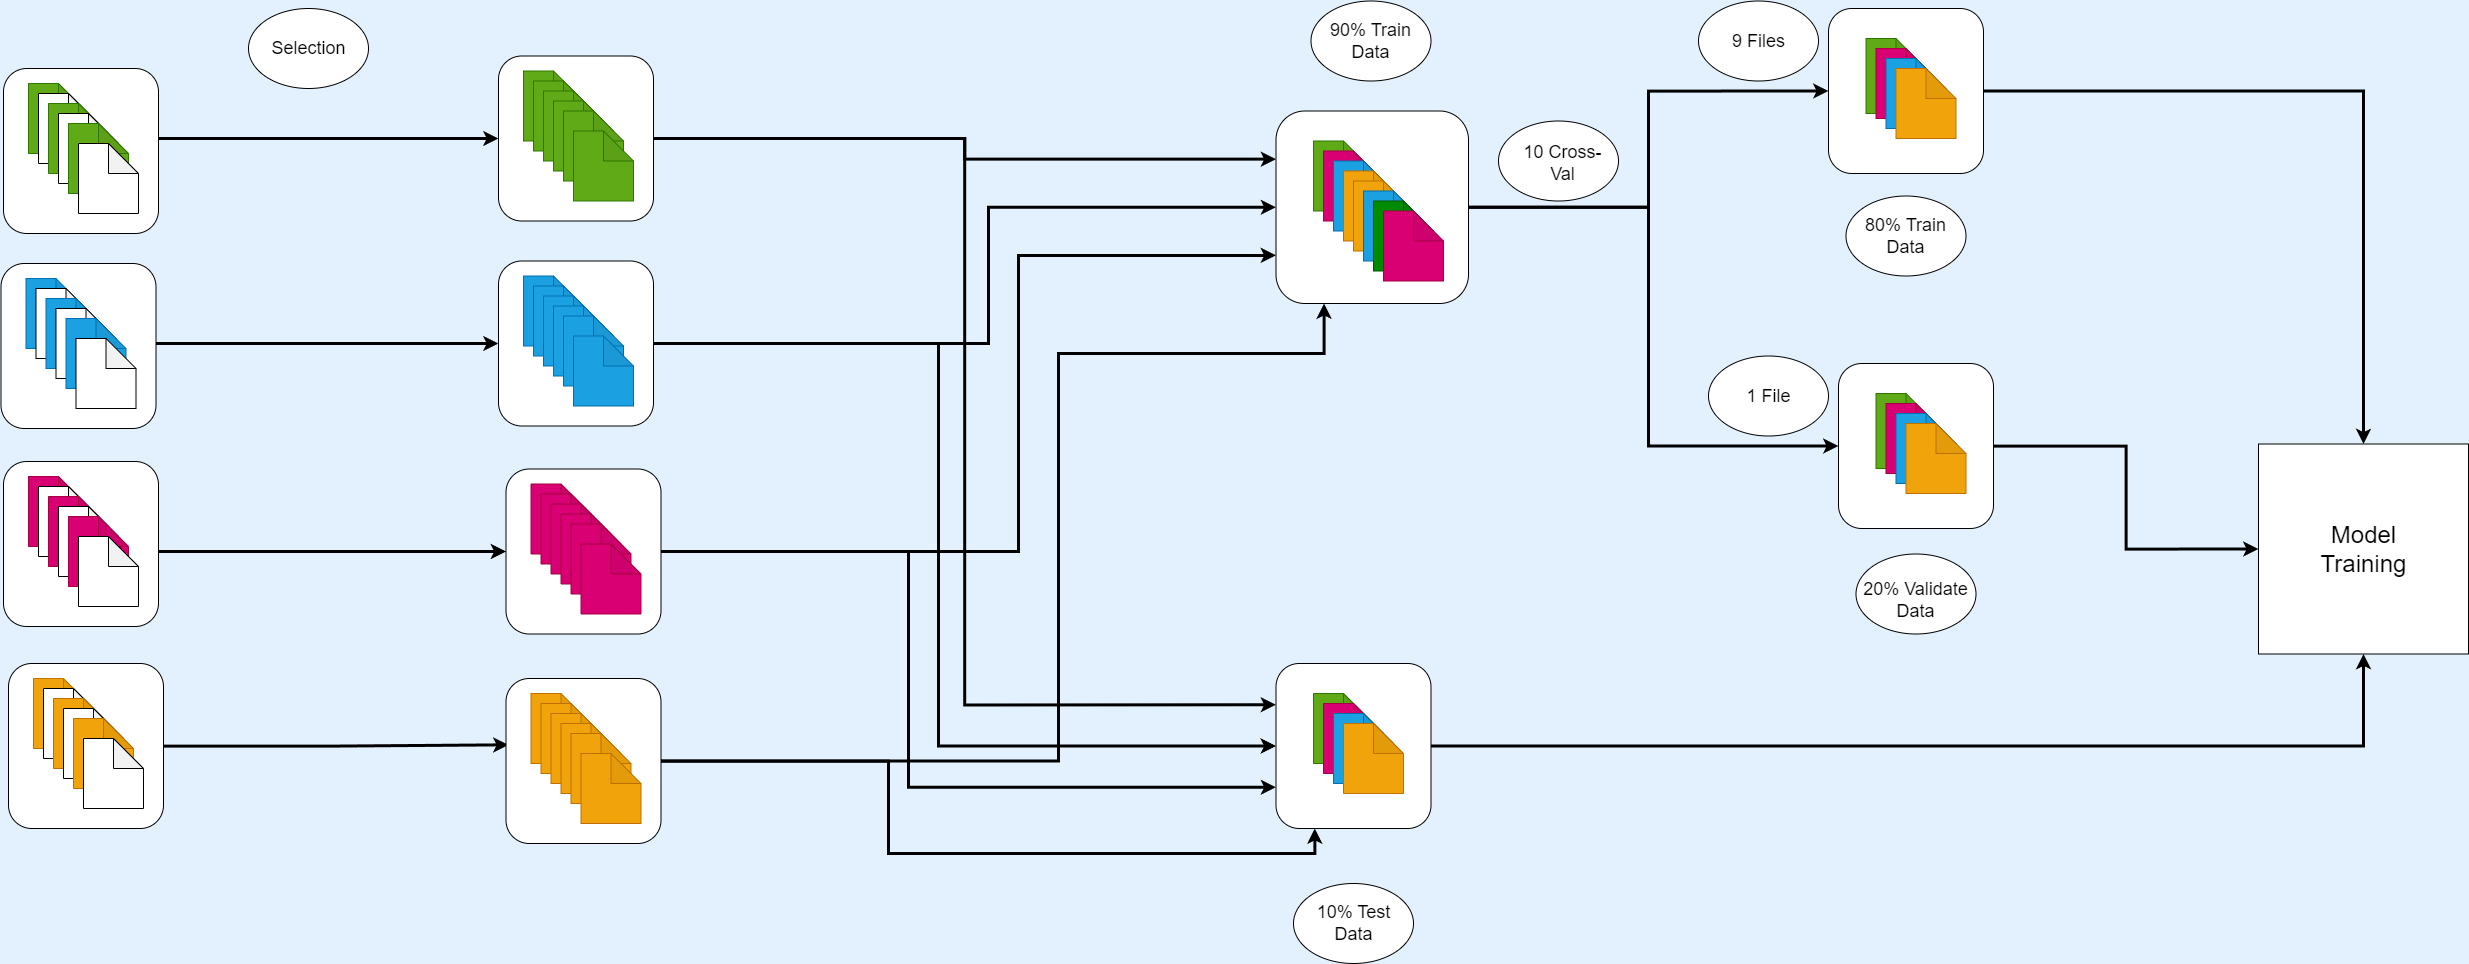 Selection
90% Train
Data
9 Files
10 Cross-
Val
80% Train
Data
1 File
20% Validate
Data
Model
Training
10% Test
Data